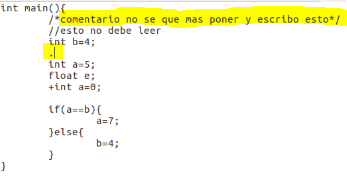 int main(){
/*comentario no se que mas poner y escribo esto*/
//esto no debe leer
int b=4;
.
int a=5;
float e;
+int a=0;
if(a==b){
a=7;
}else{
b=4;
}
}